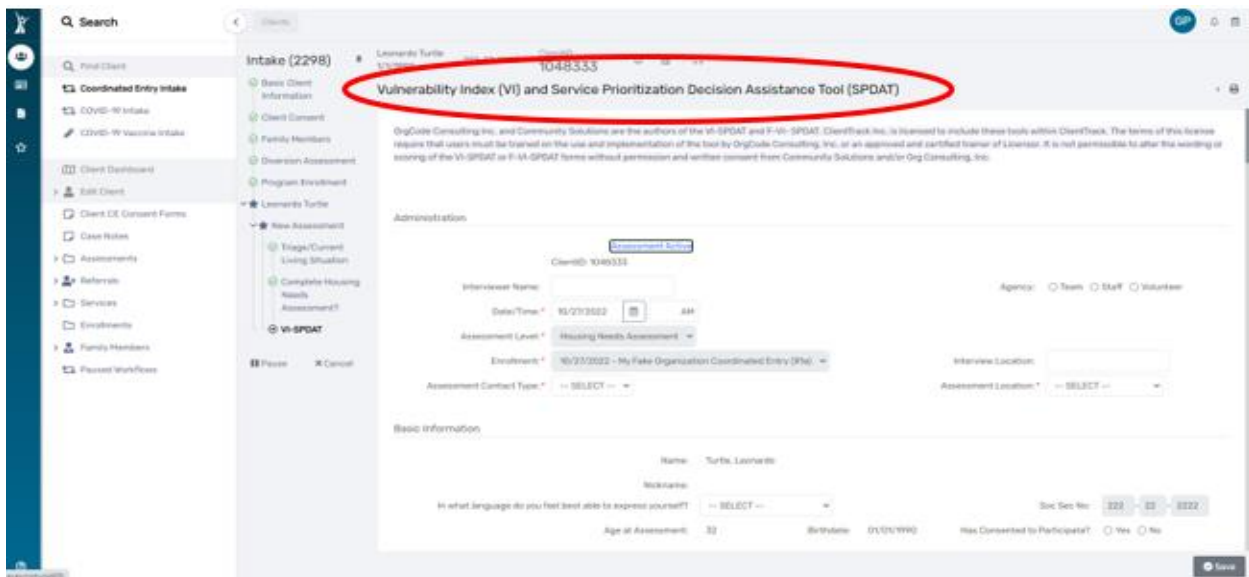 Search
Clients
GP
Find Client
Coordinated Entry Intake
COVID-19 Intake
COVID-19 Vaccine Intake
Client Dashboard
Edit Client
Client CE Consent Forms
Case Notes
Assessments
Referrals
Services
Enrollments
Family Members
Paused Workflows
Intake (2298)
Basic Client
Information
Client Consent
Family Members
Diversion Assessment
Program Enrollment
Leonardo Turtle
New Assessment
Triage/Current
Living Situation
Complete Housing
Needs
Assessment?
VI-SPDAT
Pause Cancel
Leonardo Turtle
ClientID
1048333
Vulnerability Index (VI) and Service Prioritization Decision Assistance Tool (SPDAT)
OrgCode Consulting Inc. and Community Solutions are the authors of the VI-SPDAT and F-VI- SPDAT. ClientTrack Inc. is licensed to include these tools within ClientTrack. The terms of this license
require that users must be trained on the use and implementation of the tool by OrgCode Consulting, Inc. or an approved and certified trainer of Licensor. It is not permissible to alter the wording or
scoring of the VI-SPDAT or F-VI-SPDAT forms without permission and written consent from Community Solutions and/or Org Consulting, Inc.
Administration
Assessment Active
ClientID: 1048333
Interviewer Name:
Agency: Team Staff Volunteer
Date/Time:* 10/27/2022 AM
Assessment Level:* Housing Needs Assessment
Enrollment:* 10/27/2022 - My Fake Organization Coordinated Entry
Interview Location:
Assessment Contact Type:* -- SELECT --
Assessment Location:* -- SELECT --
Basic Information
Name: Turtle, Leonardo
Nickname:
In what language do you feel best able to express yourself? -- SELECT --
Soc Sec No: 222 - 22 - 2222
Age at Assessment: 32 Birthdate: 01/01/1990 Has Consented to Participate? Yes No
Save